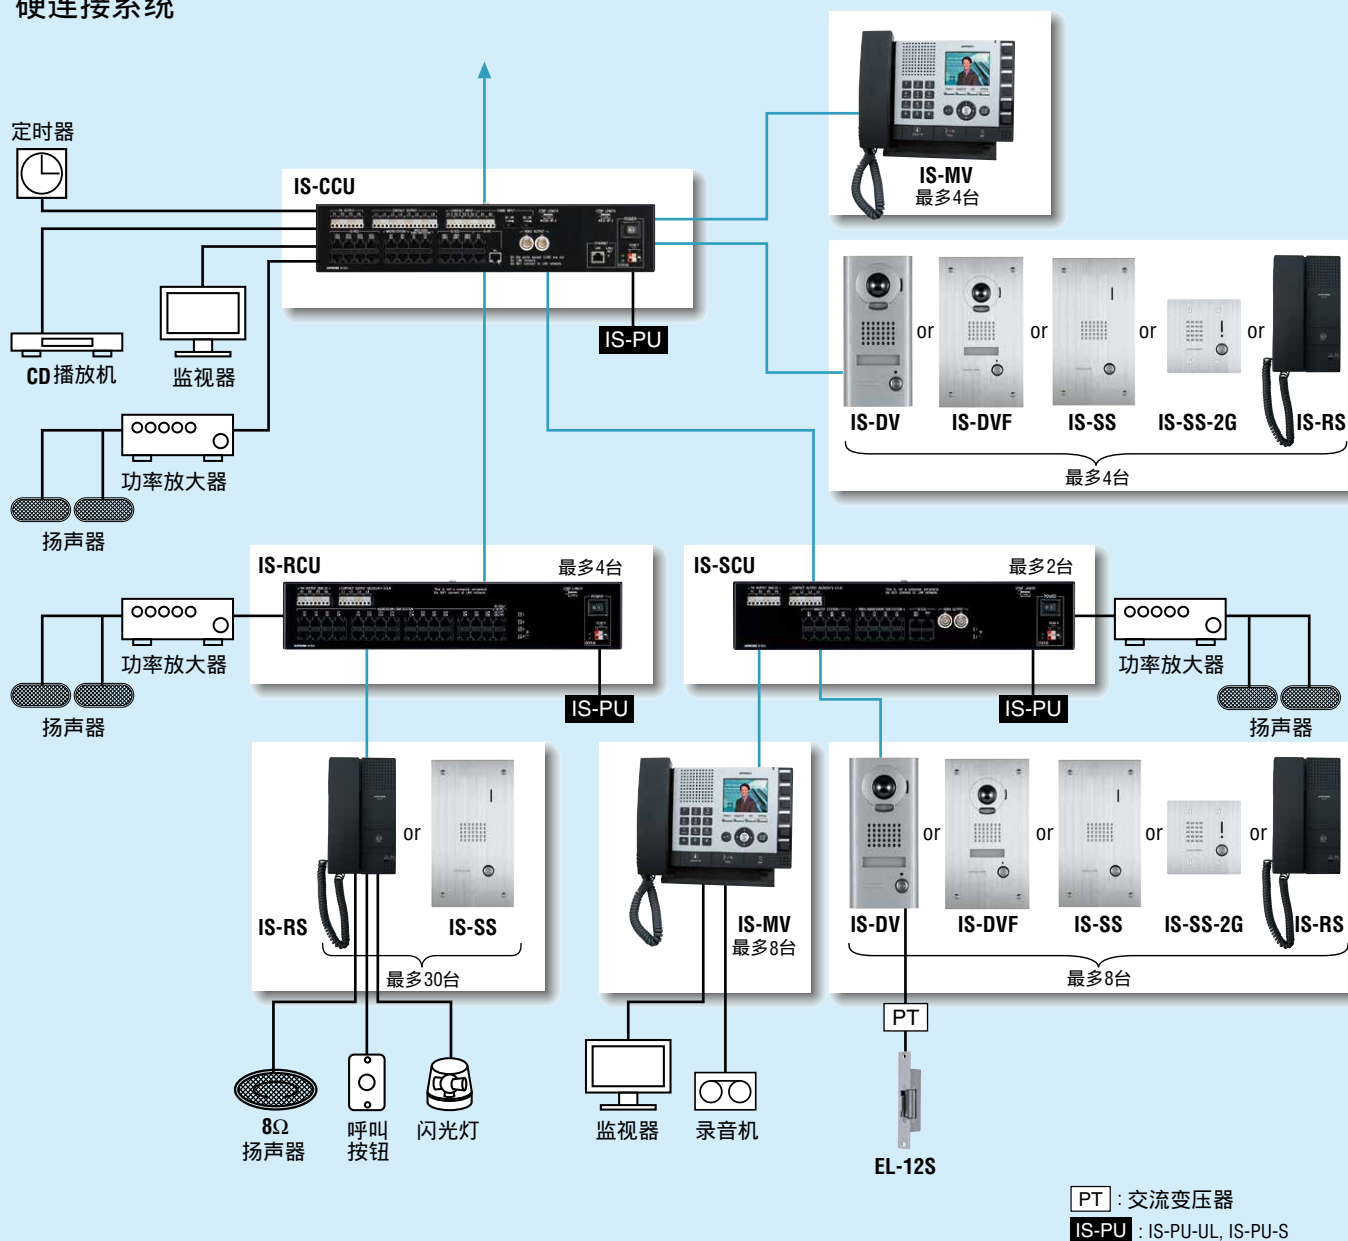 硬连接系统
定时器
IS-CCU
IS-MV
最多4台
IS-PU
CD播放机
监视器
功率放大器
扬声器
or
or
or
or
IS-DV
IS-DVF
IS-SS
IS-SS-2G
IS-RS
最多4台
IS-RCU
最多4台
IS-SCU
最多2台
POWER
功率放大器
扬声器
IS-PU
IS-PU
功率放大器
扬声器
or
IS-RS
IS-SS
最多30台
IS-MV
最多8台
or
or
or
or
IS-DV
IS-DVF
IS-SS
IS-SS-2G
IS-RS
最多8台
PT
8Ω
扬声器
呼叫
按钮
闪光灯
监视器
录音机
EL-12S
PT : 交流变压器
IS-PU : IS-PU-UL, IS-PU-S